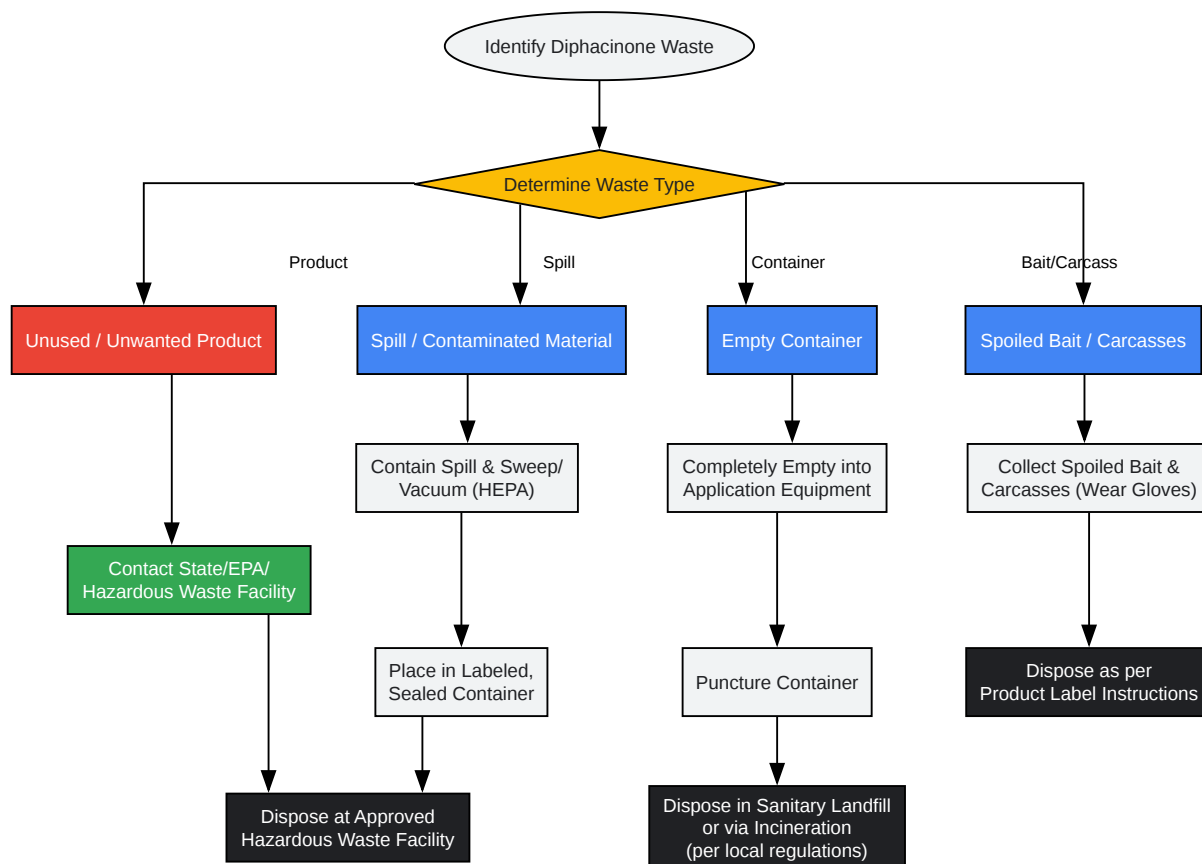 Identify Diphacinone Waste
Determine Waste Type
Product
Spill
Container
Bait/Carcass
Unused / Unwanted Product
Spill / Contaminated Material
Empty Container
Spoiled Bait / Carcasses
Contain Spill & Sweep/
Vacuum (HEPA)
Completely Empty into
Application Equipment
Collect Spoiled Bait &
Carcasses (Wear Gloves)
Contact State/EPA/
Hazardous Waste Facility
Place in Labeled,
Sealed Container
Puncture Container
Dispose as per
Product Label Instructions
Dispose at Approved
Hazardous Waste Facility
Dispose in Sanitary Landfill
or via Incineration
(per local regulations)